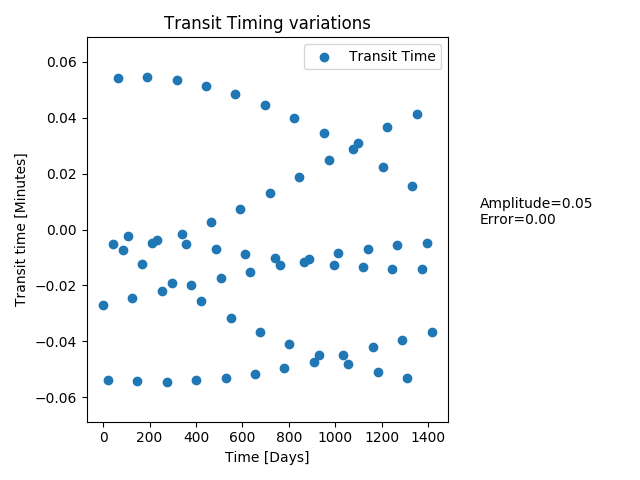 Transit Timing variations
Transit Time
Transit time [Minutes]
0.06
0.04
0.02
0.00
−0.02
−0.04
−0.06
0 200 400 600 800 1000 1200 1400
Time [Days]
Amplitude=0.05
Error=0.00